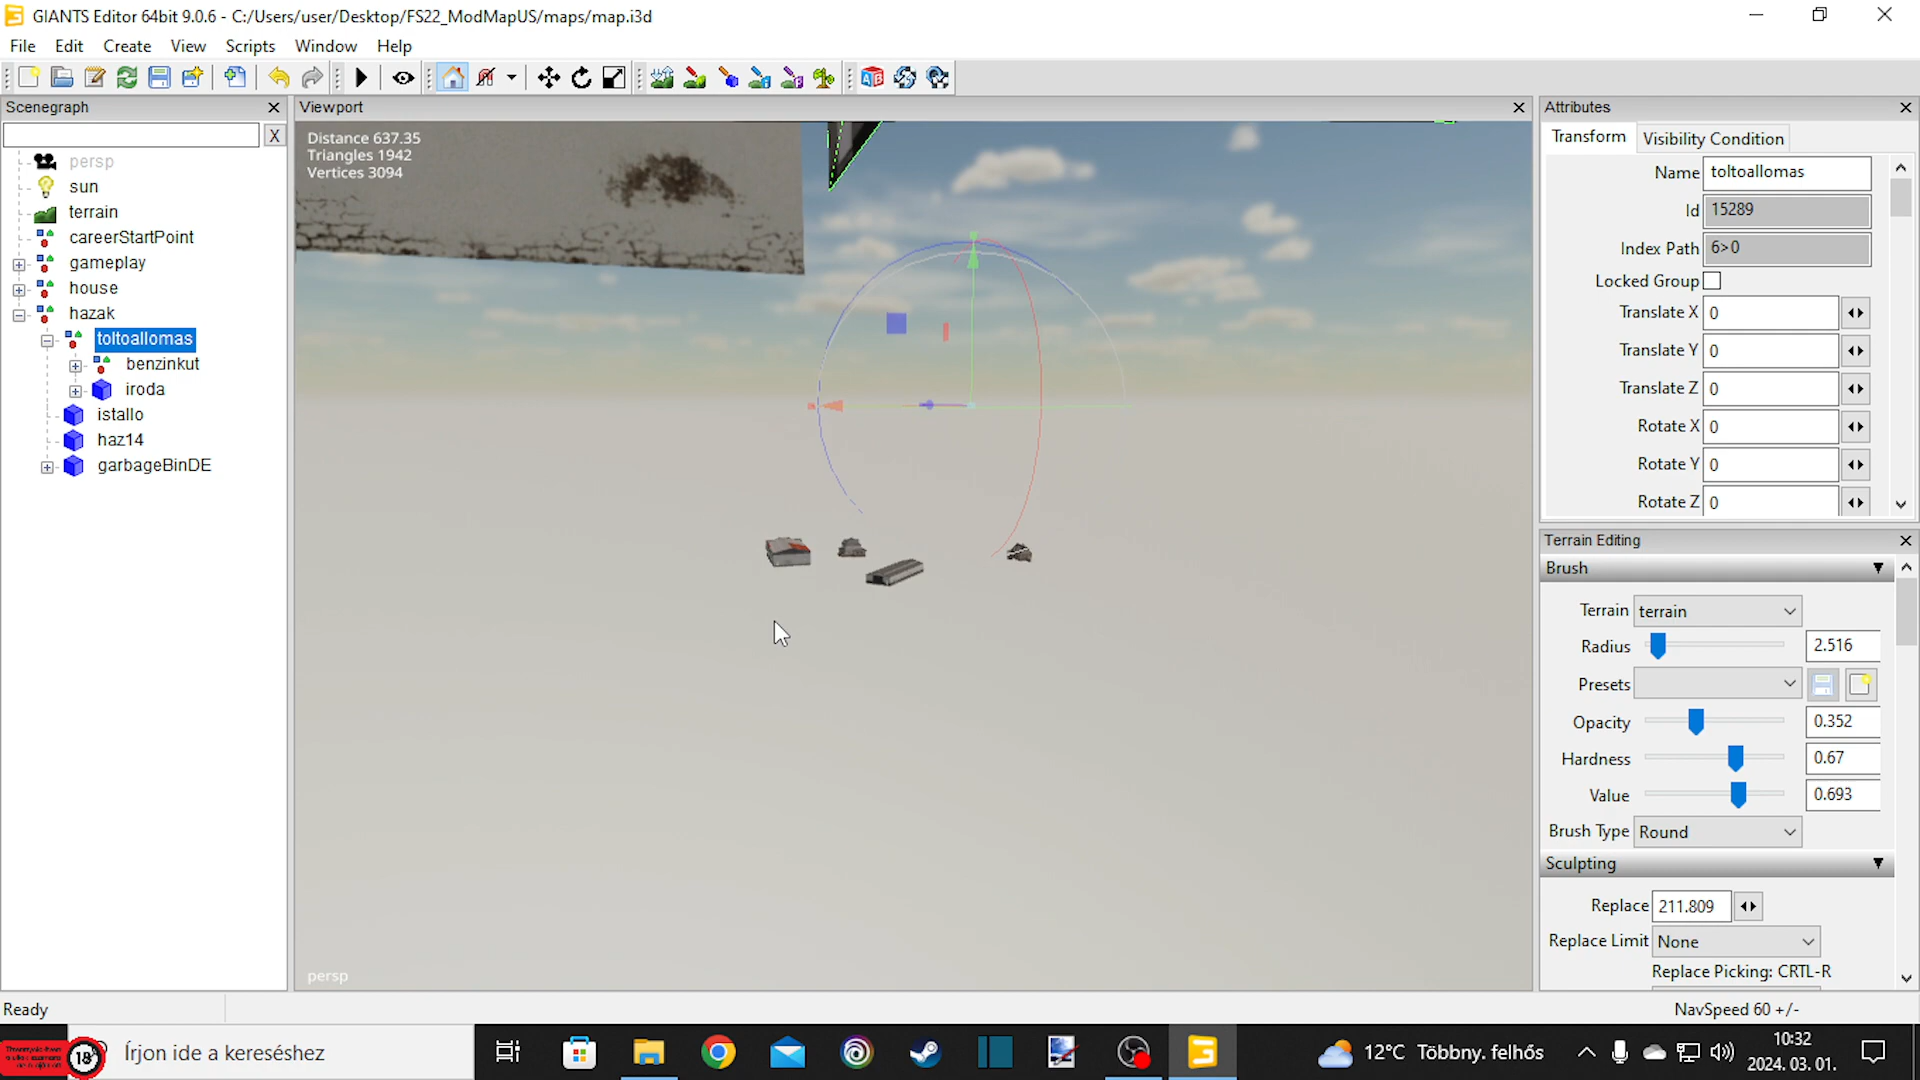 GIANTS Editor 64bit 9.0.6 - C:/Users/user/Desktop/FS22_ModMapUS/maps/map.i3d
File Edit Create View Scripts Window Help
Scenegraph
X
persp
sun
terrain
careerStartPoint
gameplay
house
hazak
toltoallomas
benzinkut
iroda
istallo
haz14
garbageBinDE
Viewport
Distance 637.35
Triangles 1942
Vertices 3094
persp
Attributes
Transform Visibility Condition
Name toltoallomas
Id 15289
Index Path 6>0
Locked Group
Translate X 0
Translate Y 0
Translate Z 0
Rotate X 0
Rotate Y 0
Rotate Z 0
Terrain Editing
Brush
Terrain terrain
Radius 2.516
Presets
Opacity 0.352
Hardness 0.67
Value 0.693
Brush Type Round
Sculpting
Replace 211.809
Replace Limit None
Replace Picking: CRTL-R
Ready
NavSpeed 60 +/-
18
Írjon ide a kereséshez
12°C Többny. felhős
10:32
2024. 03. 01.